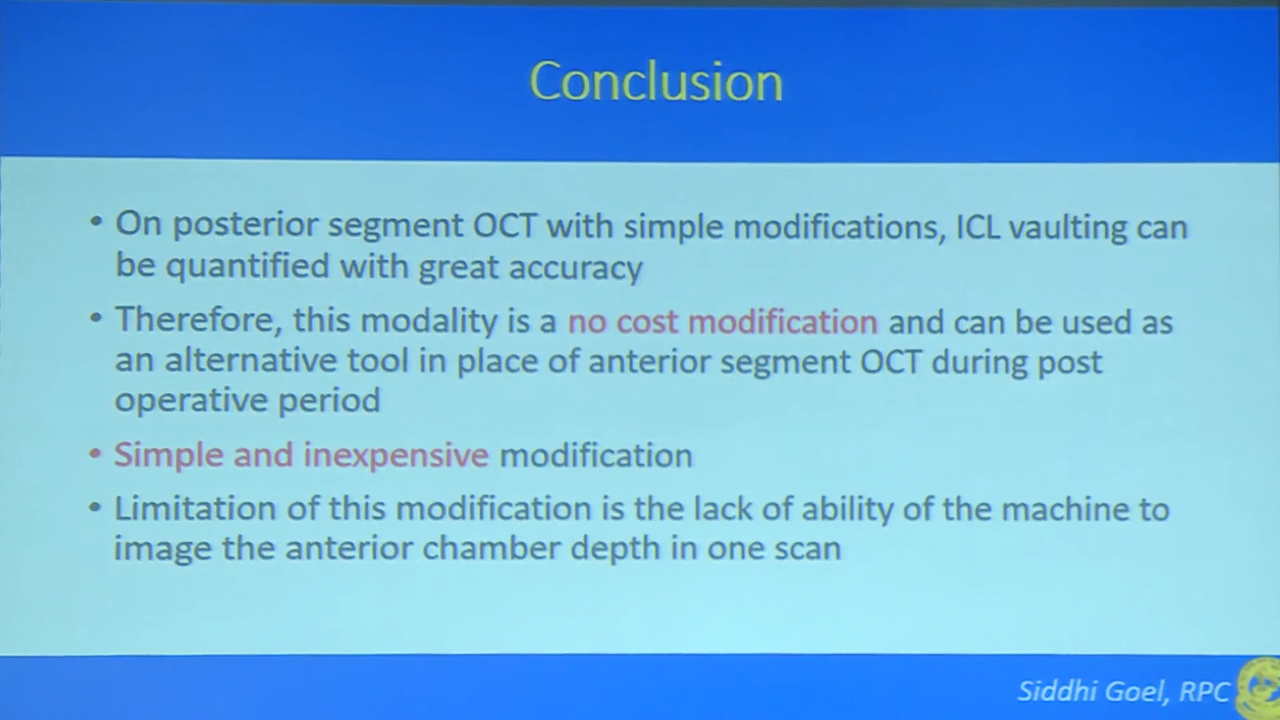 Conclusion
• On posterior segment OCT with simple modifications, ICL vaulting can
be quantified with great accuracy
• Therefore, this modality is a no cost modification and can be used as
an alternative tool in place of anterior segment OCT during post
operative period
• Simple and inexpensive modification
• Limitation of this modification is the lack of ability of the machine to
image the anterior chamber depth in one scan
Siddhi Goel, RPC